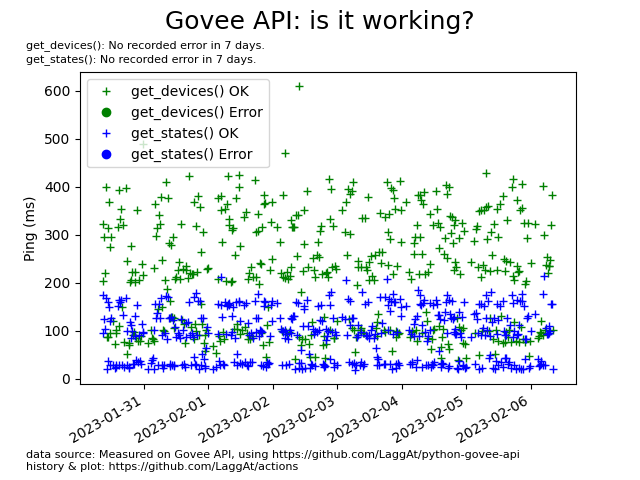 Govee API: is it working?
get_devices(): No recorded error in 7 days.
get_states(): No recorded error in 7 days.
get_devices() OK
get_devices() Error
get_states() OK
get_states() Error
Ping (ms)
600
500
400
300
200
100
0
2023-01-31
2023-02-01
2023-02-02
2023-02-03
2023-02-04
2023-02-05
2023-02-06
data source: Measured on Govee API, using https://github.com/LaggAt/python-govee-api
history & plot: https://github.com/LaggAt/actions